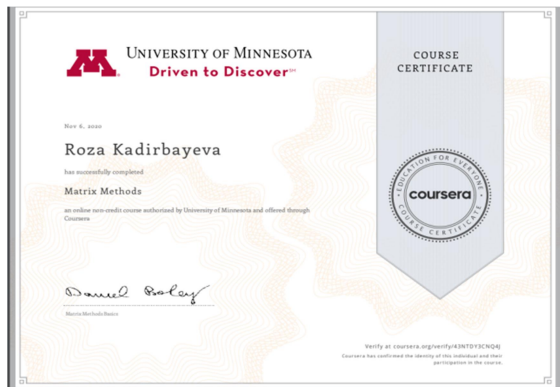 UNIVERSITY OF MINNESOTA
Driven to Discover℠
COURSE
CERTIFICATE
Nov 6, 2020
Roza Kadirbayeva
has successfully completed
Matrix Methods
an online non-credit course authorized by University of Minnesota and offered through
Coursera
EDUCATION FOR EVERYONE
coursera
COURSE CERTIFICATE
Daniel Boley
Matrix Methods Basics
Verify at coursera.org/verify/43NTDY3CNQ4J
Coursera has confirmed the identity of this individual and their
participation in the course.